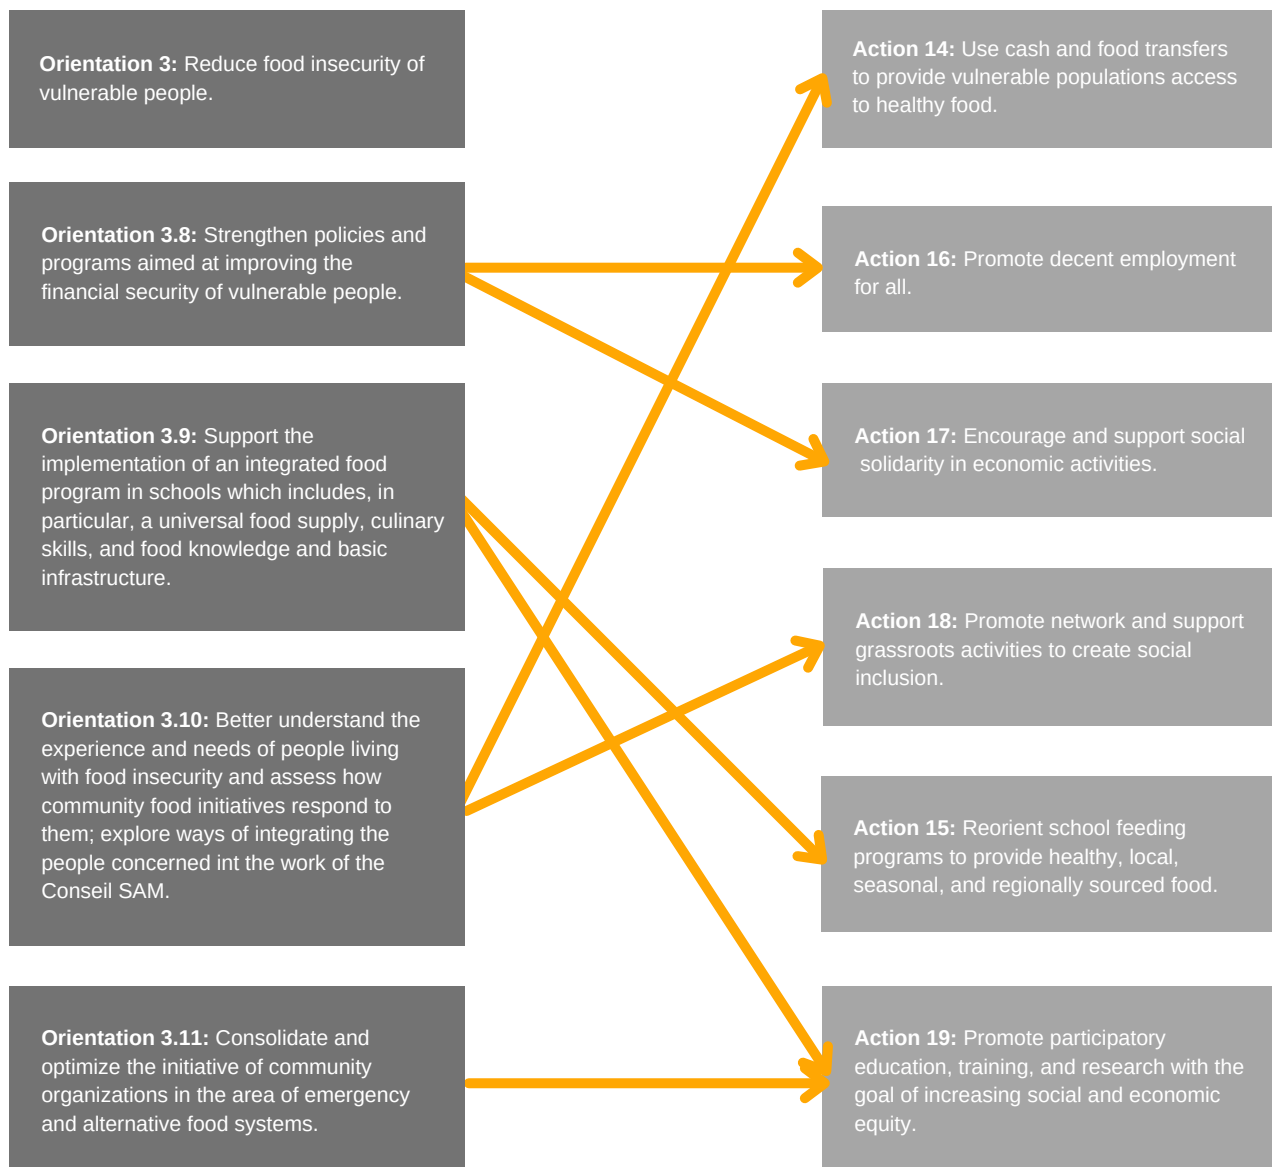 Orientation 3: Reduce food insecurity of
vulnerable people.
Orientation 3.8: Strengthen policies and
programs aimed at improving the
financial security of vulnerable people.
Orientation 3.9: Support the
implementation of an integrated food
program in schools which includes, in
particular, a universal food supply, culinary
skills, and food knowledge and basic
infrastructure.
Orientation 3.10: Better understand the
experience and needs of people living
with food insecurity and assess how
community food initiatives respond to
them; explore ways of integrating the
people concerned int the work of the
Conseil SAM.
Orientation 3.11: Consolidate and
optimize the initiative of community
organizations in the area of emergency
and alternative food systems.
Action 14: Use cash and food transfers
to provide vulnerable populations access
to healthy food.
Action 16: Promote decent employment
for all.
Action 17: Encourage and support social
solidarity in economic activities.
Action 18: Promote network and support
grassroots activities to create social
inclusion.
Action 15: Reorient school feeding
programs to provide healthy, local,
seasonal, and regionally sourced food.
Action 19: Promote participatory
education, training, and research with the
goal of increasing social and economic
equity.